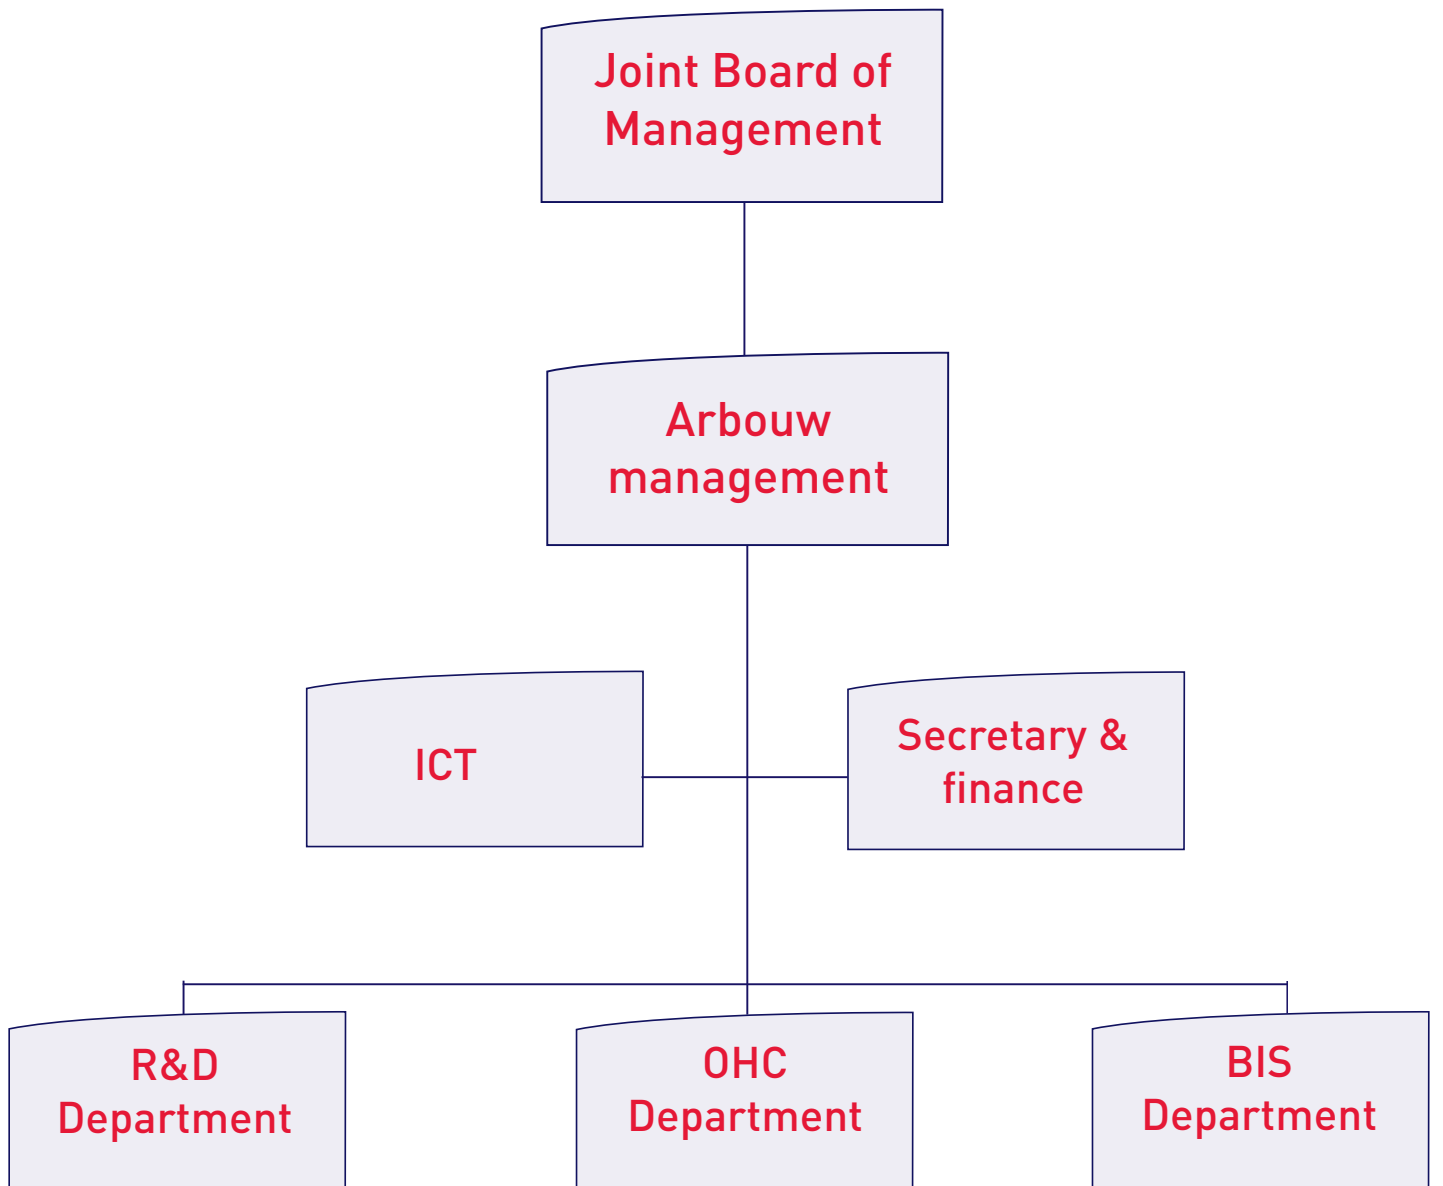 Joint Board of
Management
Arbouw
management
ICT
Secretary &
finance
R&D
Department
OHC
Department
BIS
Department